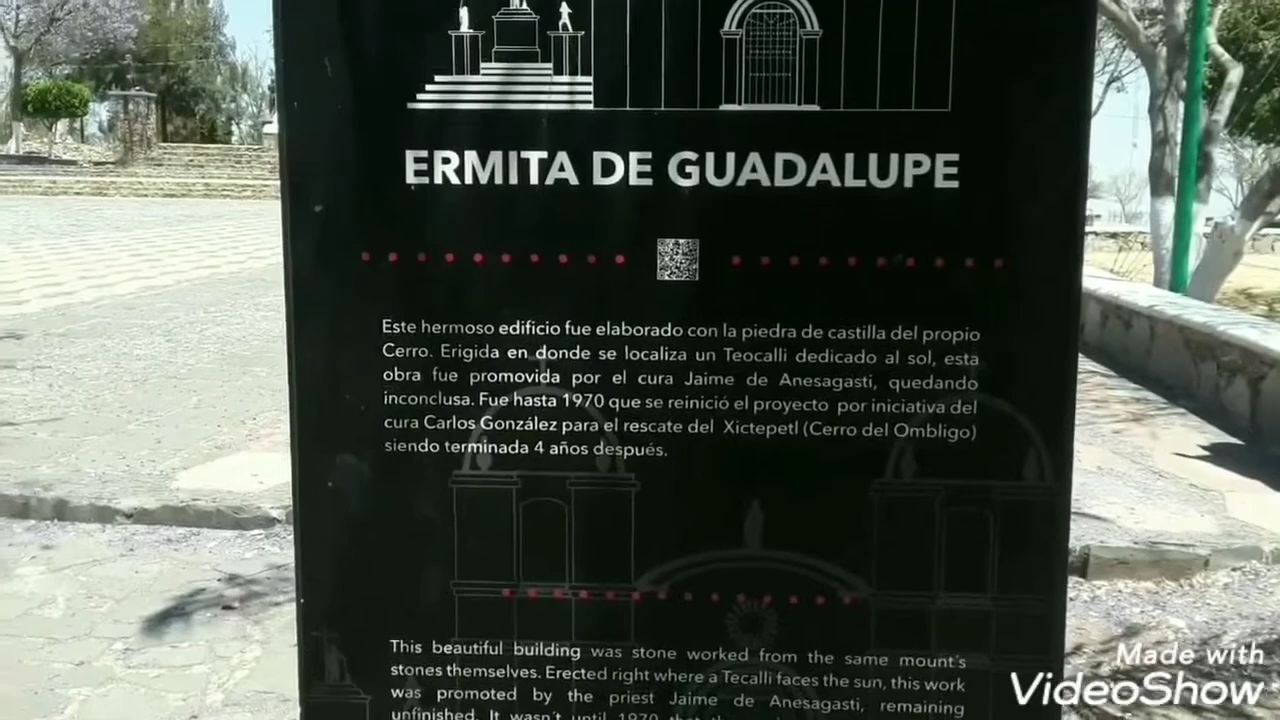 ERMITA DE GUADALUPE
Este hermoso edificio fue elaborado con la piedra de castilla del propio
Cerro. Erigida en donde se localiza un Teocalli dedicado al sol, esta
obra fue promovida por el cura Jaime de Anesagasti, quedando
inconclusa. Fue hasta 1970 que se reinició el proyecto por iniciativa del
cura Carlos González para el rescate del Xictepetl (Cerro del Ombligo)
siendo terminada 4 años después.
This beautiful building was stone worked from the same mount's
stones themselves. Erected right where a Tecalli faces the sun, this work
was promoted by the priest Jaime de Anesagasti, remaining
unfinished. It wasn't until 1970 that
Made with
VideoShow